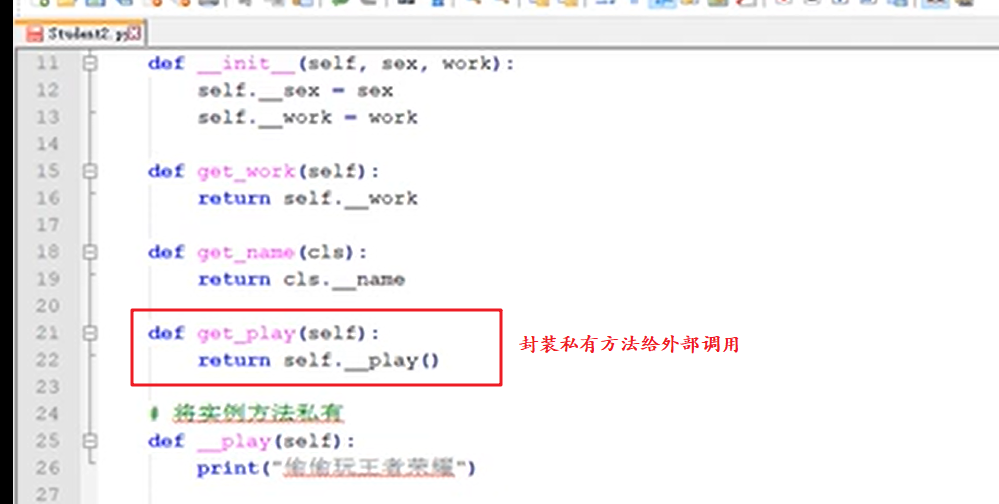 Student2.py
11 def __init__(self, sex, work):
12 self.__sex = sex
13 self.__work = work
14
15 def get_work(self):
16 return self.__work
17
18 def get_name(cls):
19 return cls.__name
20
21 def get_play(self):
22 return self.__play()
封装私有方法给外部调用
23
24 # 将实例方法私有
25 def __play(self):
26 print("偷偷玩王者荣耀")
27